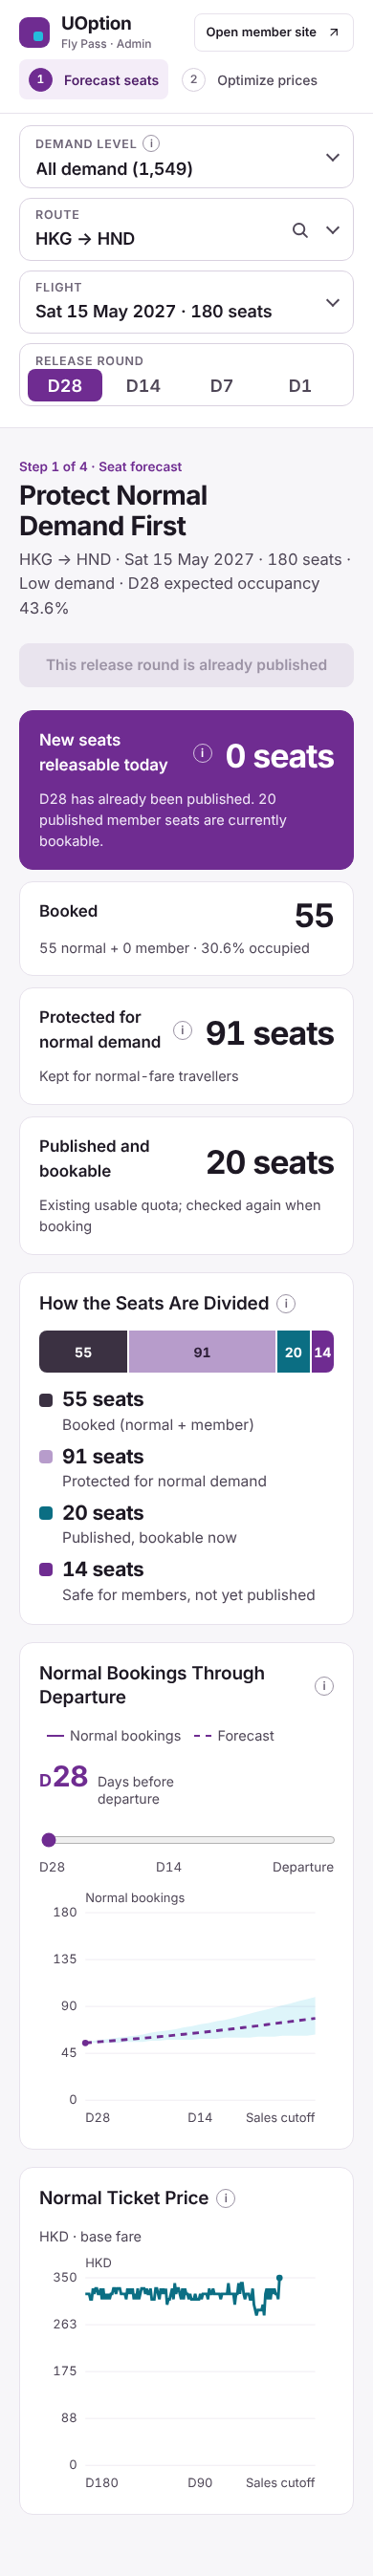 UOption
Fly Pass · Admin
Open member site ↗
1 Forecast seats
2 Optimize prices
DEMAND LEVEL i
All demand (1,549)
ROUTE
HKG → HND
FLIGHT
Sat 15 May 2027 · 180 seats
RELEASE ROUND
D28 D14 D7 D1
Step 1 of 4 · Seat forecast
Protect Normal
Demand First
HKG → HND · Sat 15 May 2027 · 180 seats ·
Low demand · D28 expected occupancy
43.6%
This release round is already published
New seats
releasable today i 0 seats
D28 has already been published. 20
published member seats are currently
bookable.
Booked 55
55 normal + 0 member · 30.6% occupied
Protected for
normal demand i 91 seats
Kept for normal-fare travellers
Published and
bookable 20 seats
Existing usable quota; checked again when
booking
How the Seats Are Divided i
55 91 20 14
55 seats
Booked (normal + member)
91 seats
Protected for normal demand
20 seats
Published, bookable now
14 seats
Safe for members, not yet published
Normal Bookings Through
Departure i
Normal bookings Forecast
D28 Days before
departure
D28 D14 Departure
Normal bookings
180
135
90
45
0
D28 D14 Sales cutoff
Normal Ticket Price i
HKD · base fare
HKD
350
263
175
88
0
D180 D90 Sales cutoff